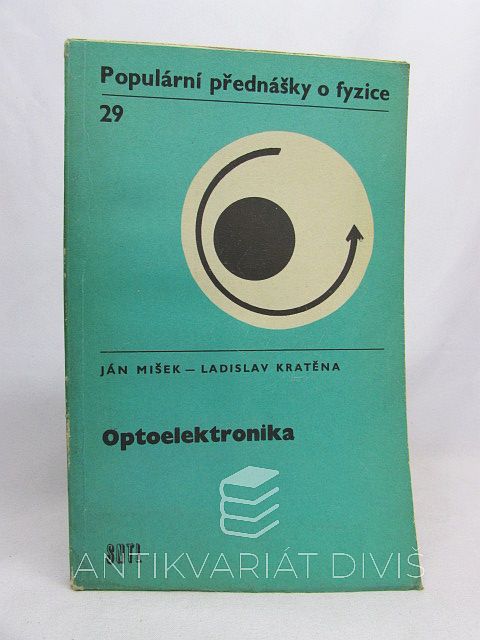 Populární přednášky o fyzice
29
JÁN MIŠEK — LADISLAV KRATĚNA
Optoelektronika
SNTL
ANTIKVARIÁT DIVIŠ